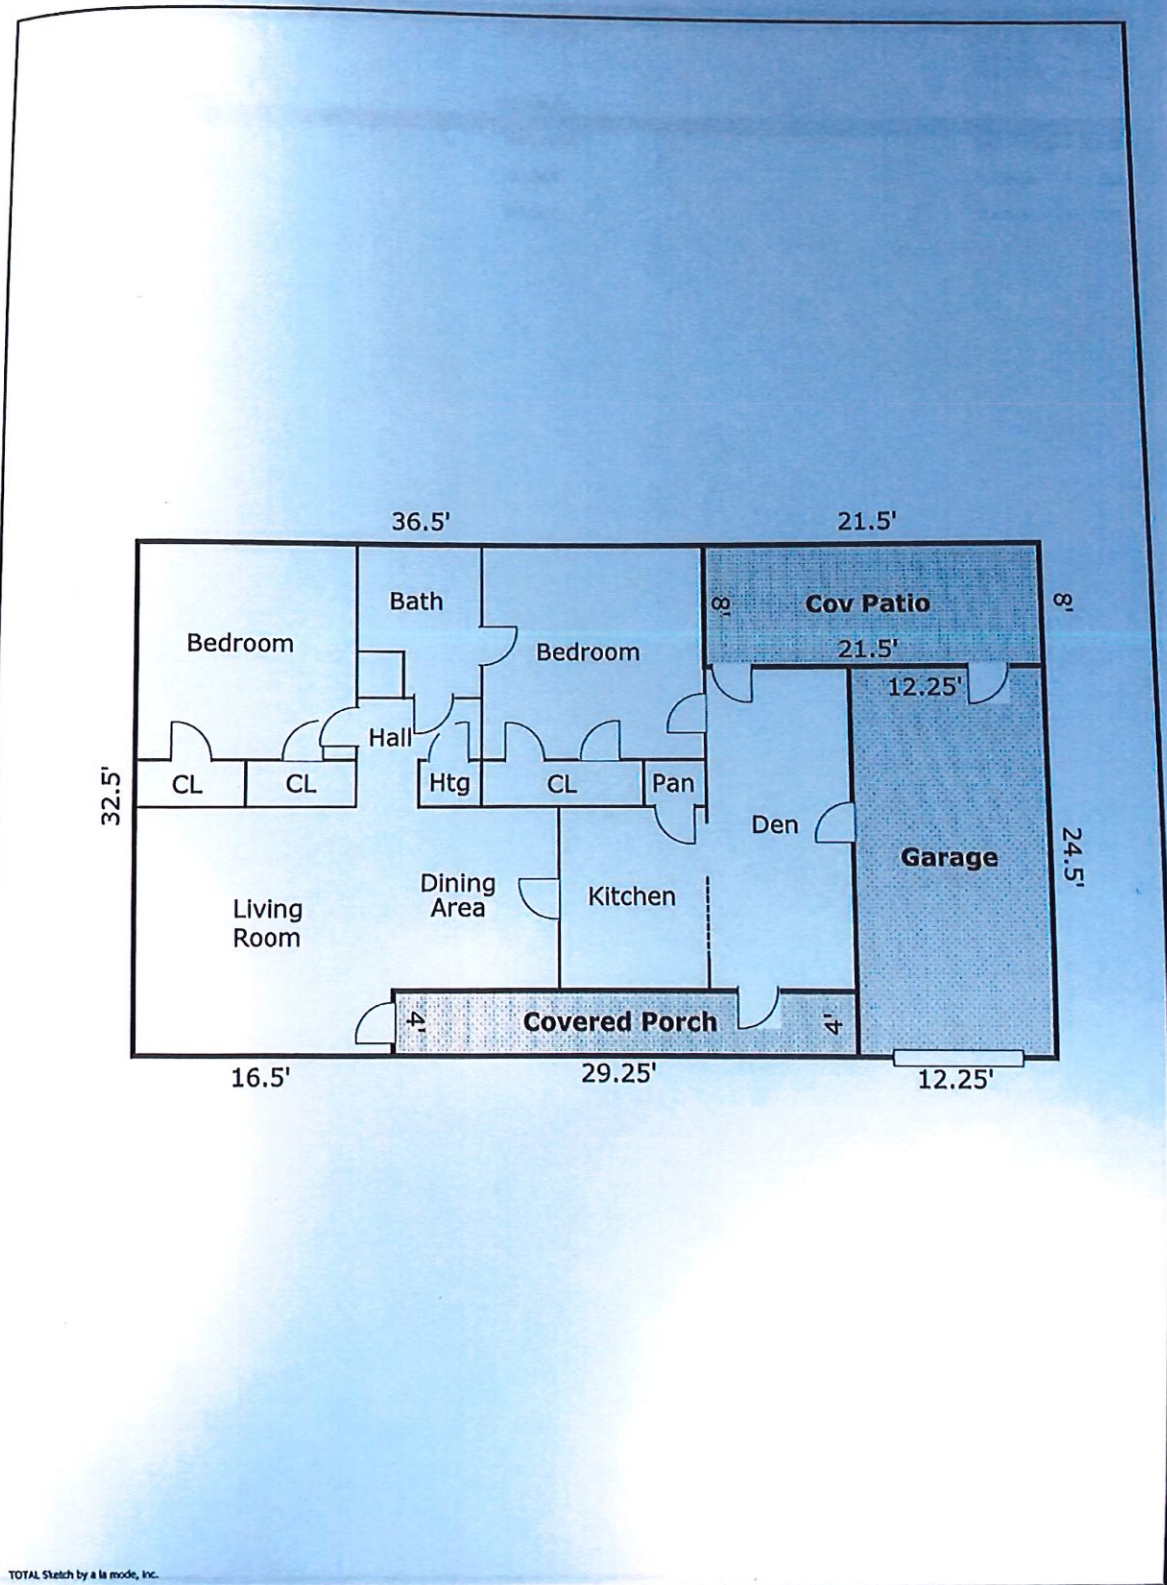 36.5'
21.5'
Bath
8'
Cov Patio
8'
Bedroom
Bedroom
21.5'
12.25'
Hall
32.5'
CL
CL
Htg
CL
Pan
Den
24.5'
Garage
Dining
Area
Kitchen
Living
Room
4'
Covered Porch
4'
16.5'
29.25'
12.25'
TOTAL Sketch by a la mode, inc.